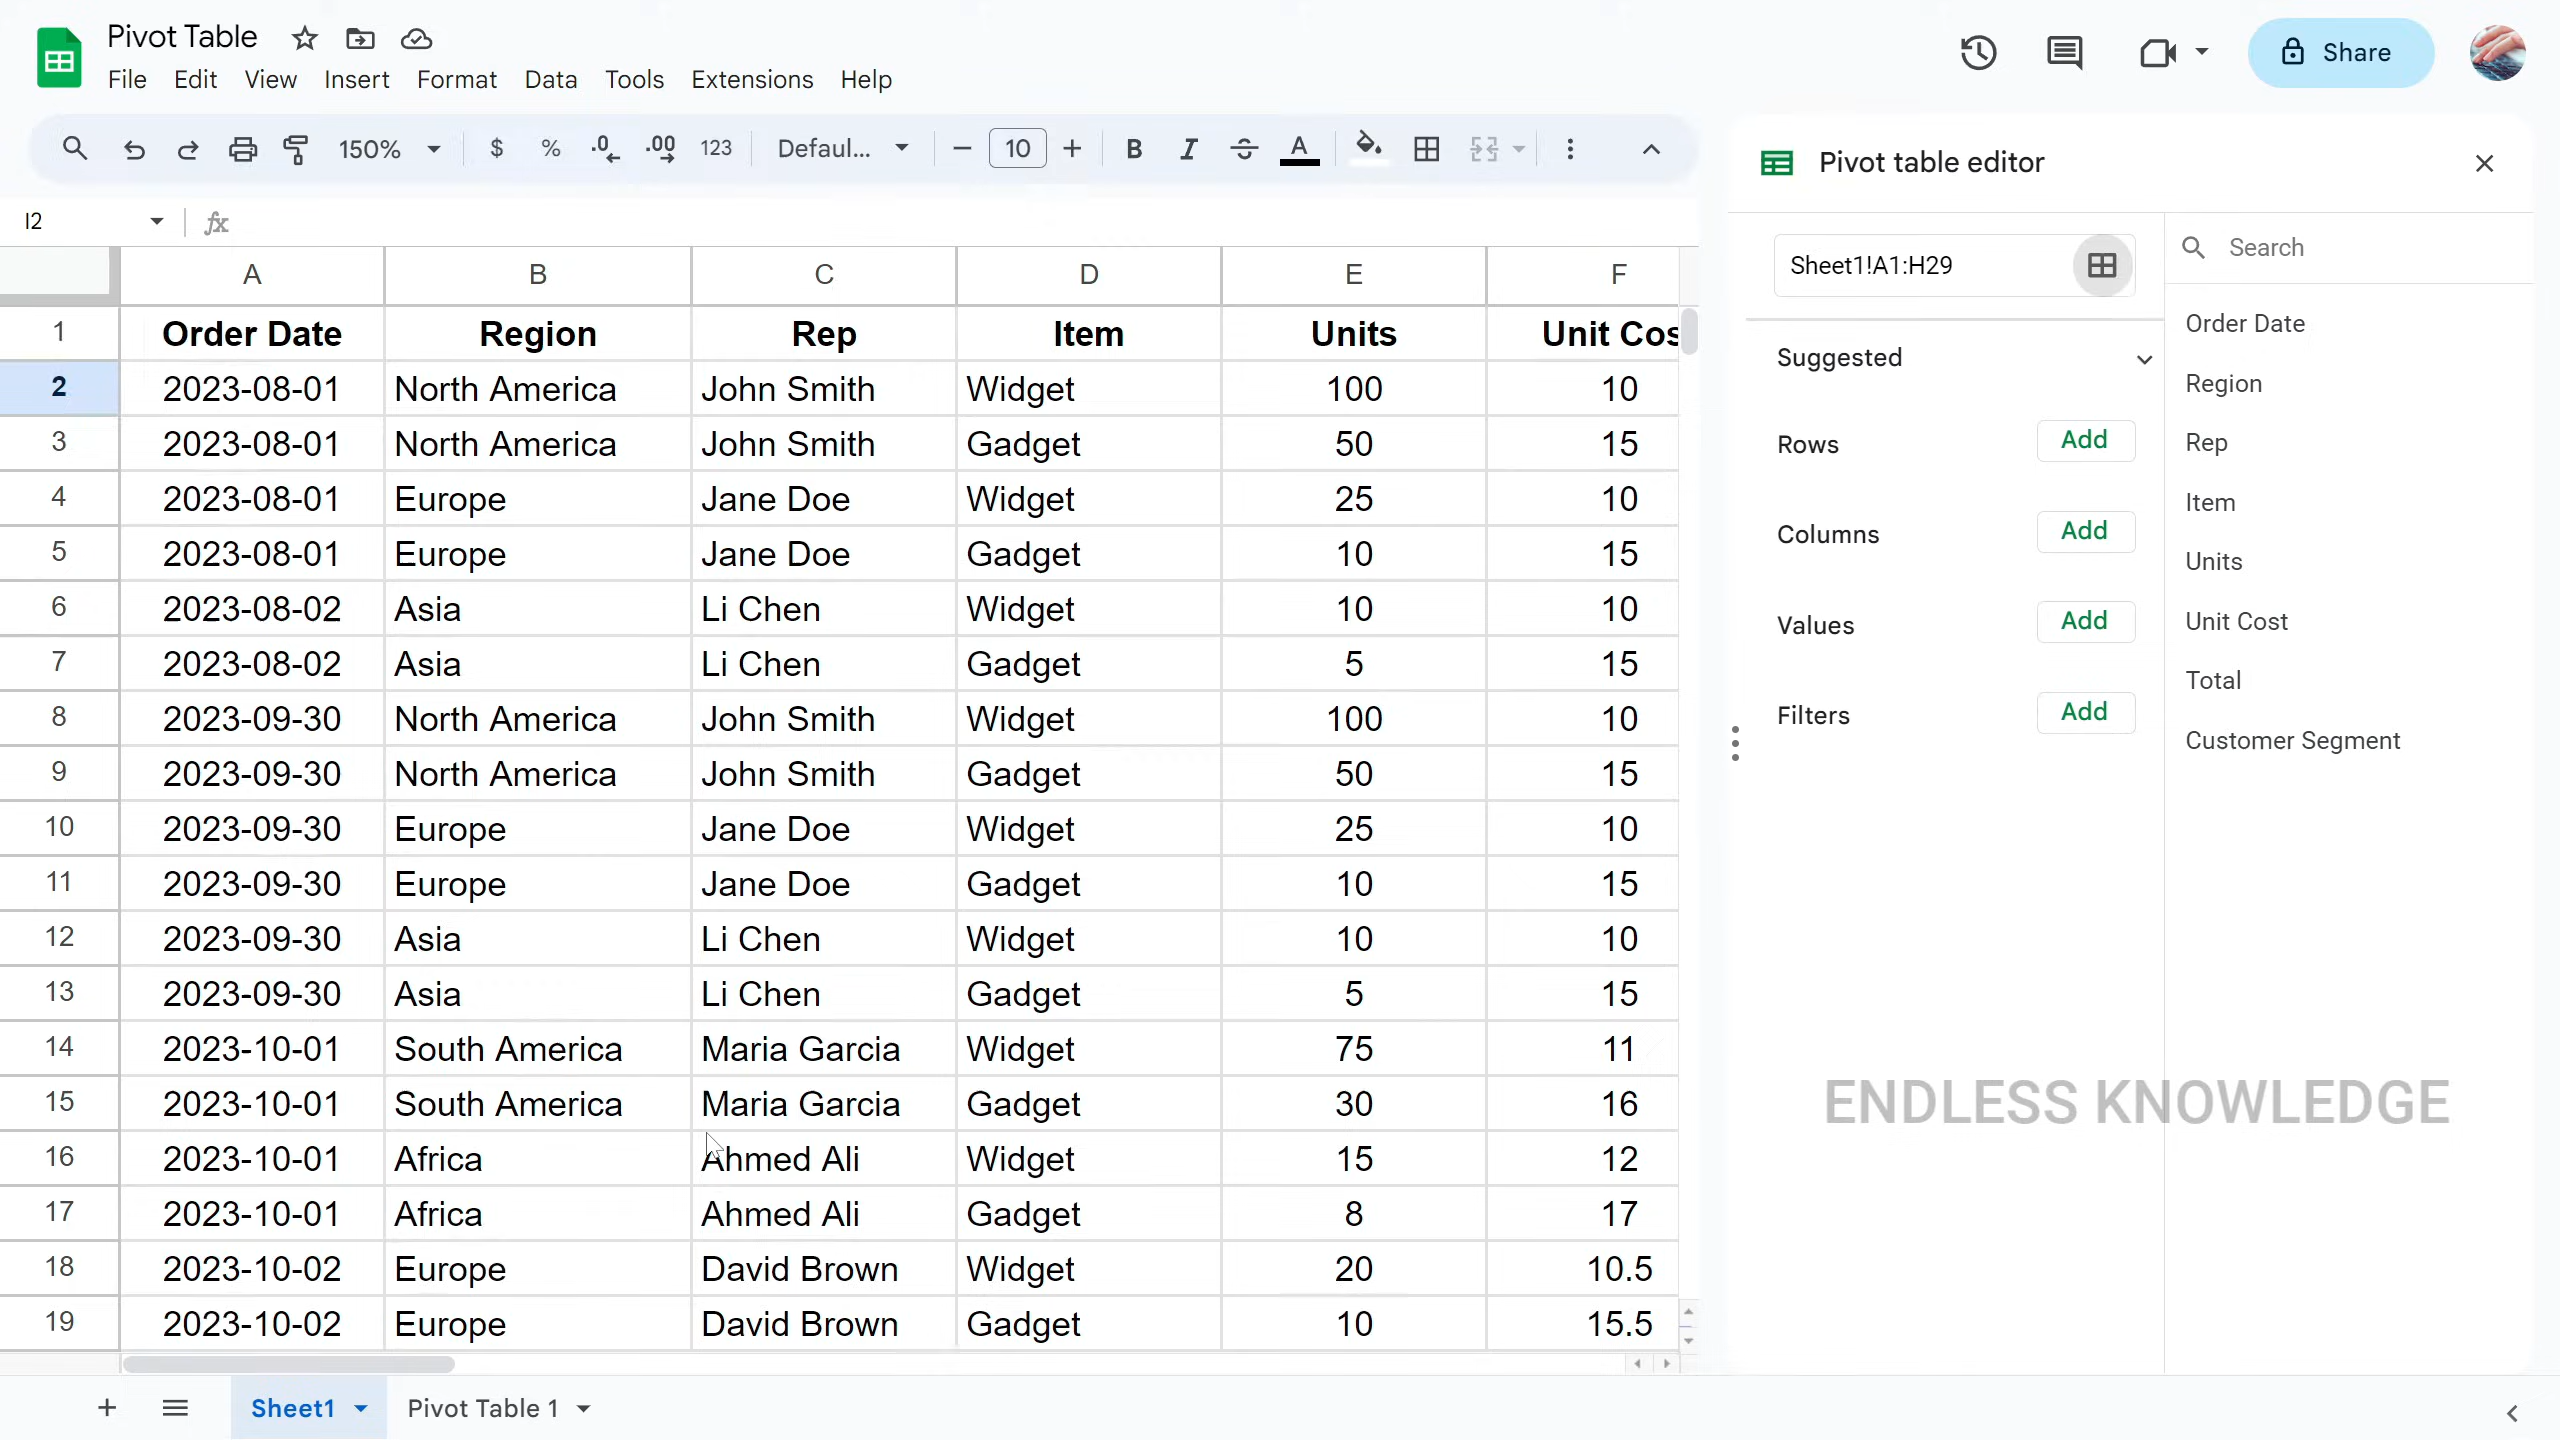 Pivot Table
File Edit View Insert Format Data Tools Extensions Help
Share
150% $ % .0 .00 123 Defaul... 10 B I S A
Pivot table editor
I2 fx
Sheet1!A1:H29
Search
A B C D E F
1 Order Date Region Rep Item Units Unit Cos
2 2023-08-01 North America John Smith Widget 100 10
3 2023-08-01 North America John Smith Gadget 50 15
4 2023-08-01 Europe Jane Doe Widget 25 10
5 2023-08-01 Europe Jane Doe Gadget 10 15
6 2023-08-02 Asia Li Chen Widget 10 10
7 2023-08-02 Asia Li Chen Gadget 5 15
8 2023-09-30 North America John Smith Widget 100 10
9 2023-09-30 North America John Smith Gadget 50 15
10 2023-09-30 Europe Jane Doe Widget 25 10
11 2023-09-30 Europe Jane Doe Gadget 10 15
12 2023-09-30 Asia Li Chen Widget 10 10
13 2023-09-30 Asia Li Chen Gadget 5 15
14 2023-10-01 South America Maria Garcia Widget 75 11
15 2023-10-01 South America Maria Garcia Gadget 30 16
16 2023-10-01 Africa Ahmed Ali Widget 15 12
17 2023-10-01 Africa Ahmed Ali Gadget 8 17
18 2023-10-02 Europe David Brown Widget 20 10.5
19 2023-10-02 Europe David Brown Gadget 10 15.5
Suggested
Rows Add
Columns Add
Values Add
Filters Add
Order Date
Region
Rep
Item
Units
Unit Cost
Total
Customer Segment
ENDLESS KNOWLEDGE
Sheet1 Pivot Table 1